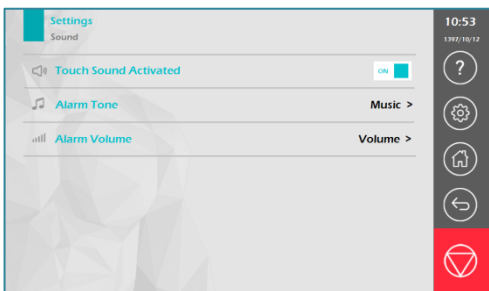 Settings
Sound
10:53
1397/10/12
Touch Sound Activated
ON
?
Alarm Tone
Music >
Alarm Volume
Volume >